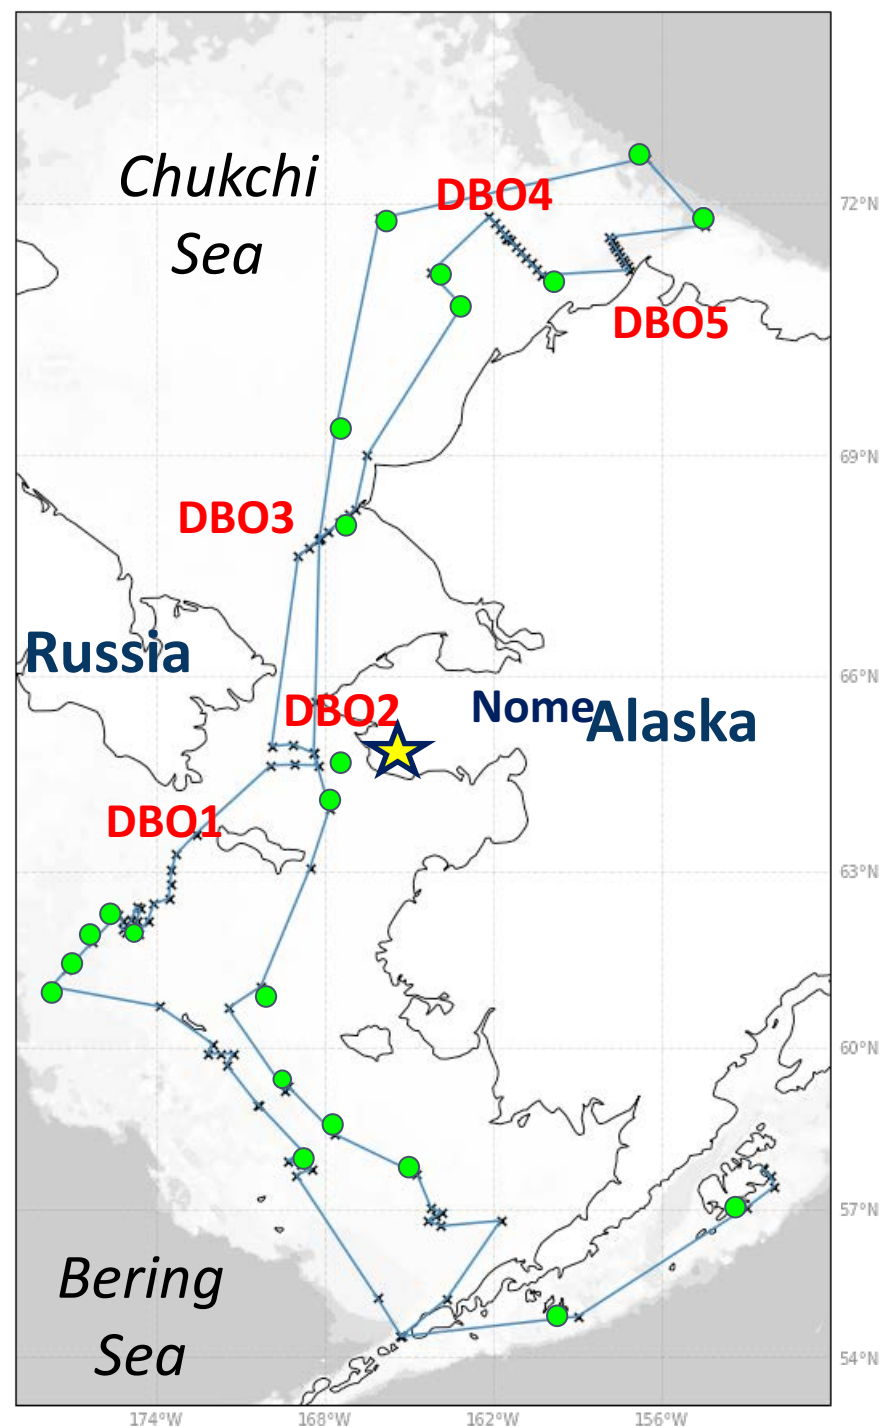 Chukchi
Sea
DBO4
72°N
DBO5
69°N
DBO3
Russia
66°N
DBO2
Nome
Alaska
DBO1
63°N
60°N
57°N
Bering
Sea
54°N
174°W
168°W
162°W
156°W